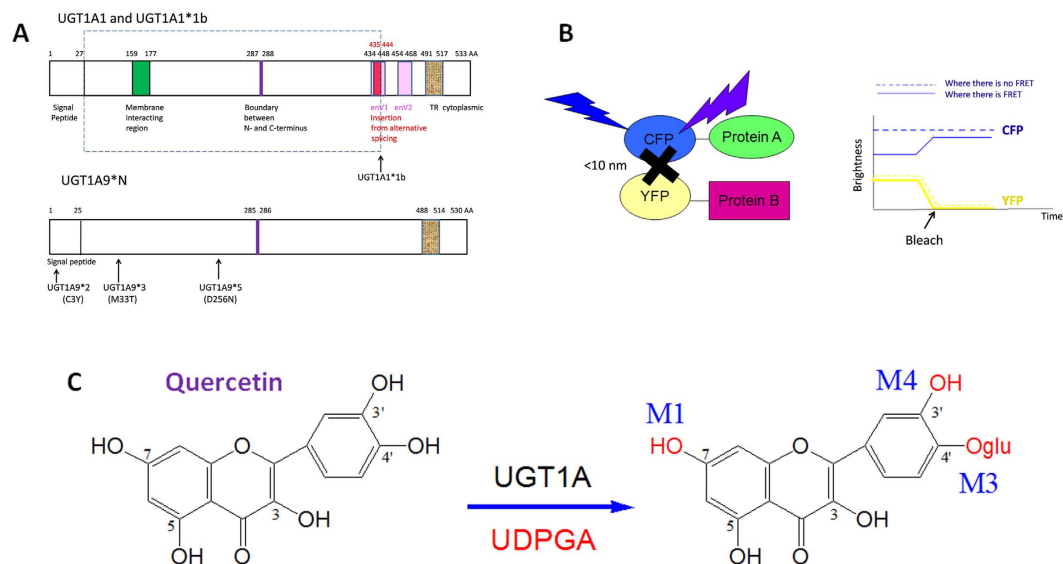 A
UGT1A1 and UGT1A1*1b
435 444
1 27 159 177 287 288 434 448 454 468 491 517 533 AA
Signal Peptide
Membrane interacting region
Boundary between N- and C-terminus
enV1 enV2
Insertion from alternative splicing
TR cytoplasmic
UGT1A1*1b
UGT1A9*N
1 25 285 286 488 514 530 AA
Signal peptide
UGT1A9*2 (C3Y)
UGT1A9*3 (M33T)
UGT1A9*5 (D256N)
B
CFP
Protein A
<10 nm
YFP
Protein B
Where there is no FRET
Where there is FRET
CFP
Brightness
YFP
Time
Bleach
C
Quercetin
OH
3'
HO
7
O
4'
OH
5
3
OH
OH
O
UGT1A
UDPGA
M4
OH
M1
3'
HO
7
O
4'
Oglu
M3
5
3
OH
OH
O